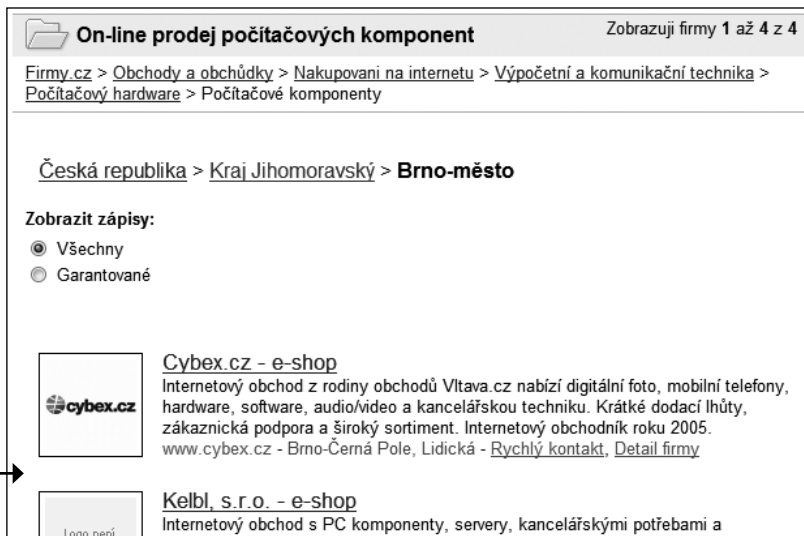 On-line prodej počítačových komponent
Zobrazuji firmy 1 až 4 z 4
Firmy.cz > Obchody a obchůdky > Nakupovani na internetu > Výpočetní a komunikační technika >
Počítačový hardware > Počítačové komponenty
Česká republika > Kraj Jihomoravský > Brno-město
Zobrazit zápisy:
Všechny
Garantované
cybex.cz
Cybex.cz - e-shop
Internetový obchod z rodiny obchodů Vltava.cz nabízí digitální foto, mobilní telefony,
hardware, software, audio/video a kancelářskou techniku. Krátké dodací lhůty,
zákaznická podpora a široký sortiment. Internetový obchodník roku 2005.
www.cybex.cz - Brno-Černá Pole, Lidická - Rychlý kontakt, Detail firmy
Kelbl, s.r.o. - e-shop
Internetový obchod s PC komponenty, servery, kancelářskými potřebami a
Logo není